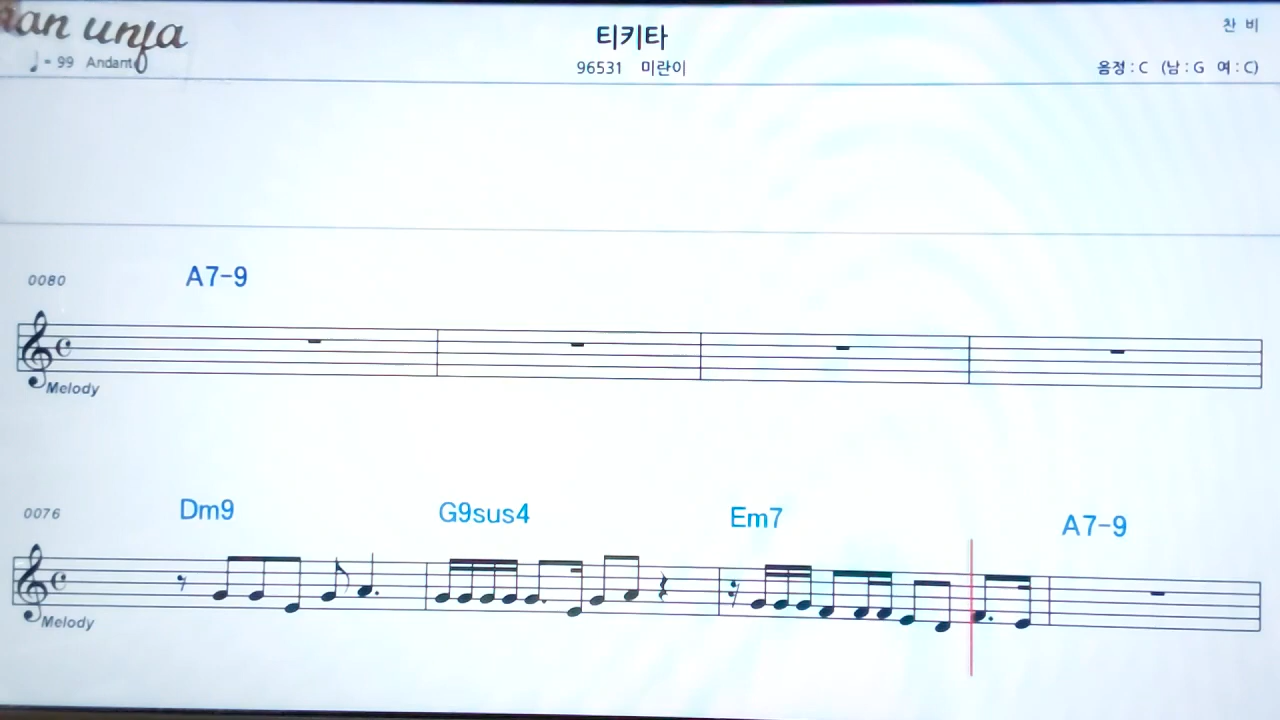 티키타
찬 비
♩= 99 Andant
96531 미란이
음정 : C (남 : G 여 : C)
0080 A7-9
Melody
0076 Dm9 G9sus4 Em7 A7-9
Melody